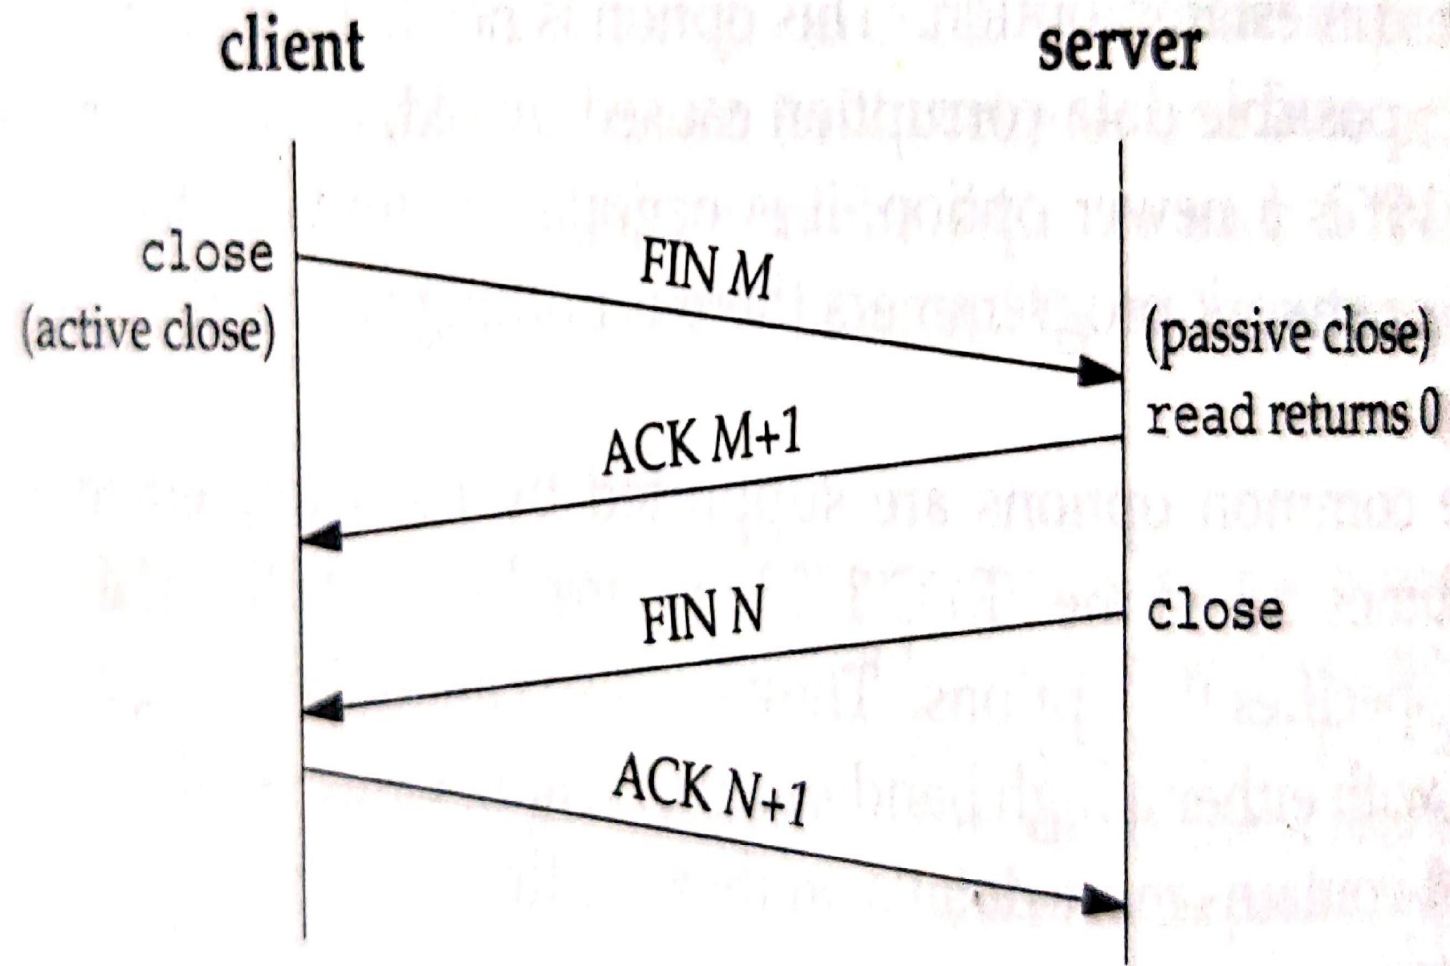 client
server
close
(active close)
FIN M
(passive close)
read returns 0
ACK M+1
FIN N
close
ACK N+1